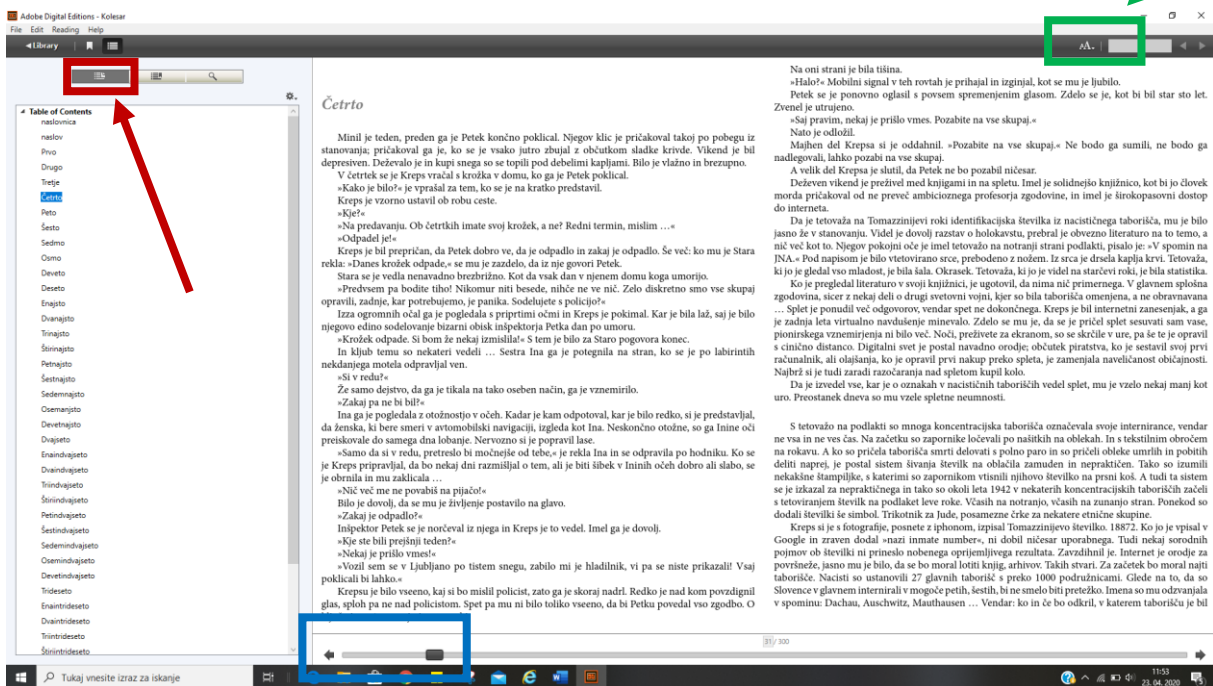 Adobe Digital Editions - Kolesar
File Edit Reading Help
◄Library
AA
Table of Contents
naslovnica
naslov
Prvo
Drugo
Tretje
Četrto
Peto
Šesto
Sedmo
Osmo
Deveto
Deseto
Enajsto
Dvanajsto
Trinajsto
Štirinajsto
Petnajsto
Šestnajsto
Sedemnajsto
Osemanjsto
Devetnajsto
Dvajseto
Enaindvajseto
Dvaindvajseto
Triindvajseto
Štiriindvajseto
Petindvajseto
Šestindvajseto
Sedemindvajseto
Osemindvajseto
Devetindvajseto
Trideseto
Enaintrideseto
Dvaintrideseto
Triintrideseto
Štiriintrideseto
Četrto
Minil je teden, preden ga je Petek končno poklical. Njegov klic je pričakoval takoj po pobegu iz
stanovanja; pričakoval ga je, ko se je vsako jutro zbujal z občutkom sladke krivde. Vikend je bil
depresiven. Deževalo je in kupi snega so se topili pod debelimi kapljami. Bilo je vlažno in brezupno.
V četrtek se je Kreps vračal s krožka v domu, ko ga je Petek poklical.
»Kako je bilo?« je vprašal za tem, ko se je na kratko predstavil.
Kreps je vzorno ustavil ob robu ceste.
»Kje?«
»Na predavanju. Ob četrtkih imate svoj krožek, a ne? Redni termin, mislim …«
»Odpadel je!«
Kreps je bil prepričan, da Petek dobro ve, da je odpadlo in zakaj je odpadlo. Še več: ko mu je Stara
rekla: »Danes krožek odpade,« se mu je zazdelo, da iz nje govori Petek.
Stara se je vedla nenavadno brezbrižno. Kot da vsak dan v njenem domu koga umorijo.
»Predvsem pa bodite tiho! Nikomur niti besede, nihče ne ve nič. Zelo diskretno smo vse skupaj
opravili, zadnje, kar potrebujemo, je panika. Sodelujete s policijo?«
Izza ogromnih očal ga je pogledala s priprtimi očmi in Kreps je pokimal. Kar je bila laž, saj je bilo
njegovo edino sodelovanje bizarni obisk inšpektorja Petka dan po umoru.
»Krožek odpade. Si bom že nekaj izmislila!« S tem je bilo za Staro pogovora konec.
In kljub temu so nekateri vedeli … Sestra Ina ga je potegnila na stran, ko se je po labirintih
nekdanjega motela odpravljal ven.
»Si v redu?«
Že samo dejstvo, da ga je tikala na tako oseben način, ga je vznemirilo.
»Zakaj pa ne bi bil?«
Ina ga je pogledala z otožnostjo v očeh. Kadar je kam odpotoval, kar je bilo redko, si je predstavljal,
da ženska, ki bere smeri v avtomobilski navigaciji, izgleda kot Ina. Neskončno otožne, so ga Inine oči
preiskovale do samega dna lobanje. Nervozno si je popravil lase.
»Samo da si v redu, pretreslo bi močnejše od tebe,« je rekla Ina in se odpravila po hodniku. Ko se
je Kreps pripravljal, da bo nekaj dni razmišljal o tem, ali je biti šibek v Ininih očeh dobro ali slabo, se
je obrnila in mu zaklicala …
»Nič več me ne povabiš na pijačo!«
Bilo je dovolj, da se mu je življenje postavilo na glavo.
»Zakaj je odpadlo?«
Inšpektor Petek se je norčeval iz njega in Kreps je to vedel. Imel ga je dovolj.
»Kje ste bili prejšnji teden?«
»Nekaj je prišlo vmes!«
»Vozil sem se v Ljubljano po tistem snegu, zabilo mi je hladilnik, vi pa se niste prikazali! Vsaj
poklicali bi lahko.«
Krepsu je bilo vseeno, kaj si bo mislil policist, zato ga je skoraj nadrl. Redko je nad kom povzdignil
glas, sploh pa ne nad policistom. Spet pa mu ni bilo toliko vseeno, da bi Petku povedal vso zgodbo. O
Na oni strani je bila tišina.
»Halo?« Mobilni signal v teh rovtah je prihajal in izginjal, kot se mu je ljubilo.
Petek se je ponovno oglasil s povsem spremenjenim glasom. Zdelo se je, kot bi bil star sto let.
Zvenel je utrujeno.
»Saj pravim, nekaj je prišlo vmes. Pozabite na vse skupaj.«
Nato je odložil.
Majhen del Krepsa si je oddahnil. »Pozabite na vse skupaj.« Ne bodo ga sumili, ne bodo ga
nadlegovali, lahko pozabi na vse skupaj.
A velik del Krepsa je slutil, da Petek ne bo pozabil ničesar.
Deževen vikend je preživel med knjigami in na spletu. Imel je solidnejšo knjižnico, kot bi jo človek
morda pričakoval od ne preveč ambicioznega profesorja zgodovine, in imel je širokopasovni dostop
do interneta.
Da je tetovaža na Tomazzinijevi roki identifikacijska številka iz nacističnega taborišča, mu je bilo
jasno že v stanovanju. Videl je dovolj razstav o holokavstu, prebral je obvezno literaturo na to temo, a
nič več kot to. Njegov pokojni oče je imel tetovažo na notranji strani podlakti, pisalo je: »V spomin na
JNA.« Pod napisom je bilo vtetovirano srce, prebodeno z nožem. Iz srca je drsela kaplja krvi. Tetovaža,
ki jo je gledal vso mladost, je bila šala. Okrasek. Tetovaža, ki jo je videl na starčevi roki, je bila statistika.
Ko je pregledal literaturo v svoji knjižnici, je ugotovil, da nima nič primernega. V glavnem splošna
zgodovina, sicer z nekaj deli o drugi svetovni vojni, kjer so bila taborišča omenjena, a ne obravnavana
… Splet je ponudil več odgovorov, vendar spet ne dokončnega. Kreps je bil internetni zanesenjak, a ga
je zadnja leta virtualno navdušenje minevalo. Zdelo se mu je, da se je pričel splet sesuvati sam vase,
pionirskega vznemirjenja ni bilo več. Noči, preživete za ekranom, so se skrčile v ure, pa še te je opravil
s cinično distanco. Digitalni svet je postal navadno orodje; občutek piratstva, ko je sestavil svoj prvi
računalnik, ali olajšanja, ko je opravil prvi nakup preko spleta, je zamenjala naveličanost običajnosti.
Najbrž si je tudi zaradi razočaranja nad spletom kupil kolo.
Da je izvedel vse, kar je o oznakah v nacističnih taboriščih vedel splet, mu je vzelo nekaj manj kot
uro. Preostanek dneva so mu vzele spletne neumnosti.
S tetovažo na podlakti so mnoga koncentracijska taborišča označevala svoje internirance, vendar
ne vsa in ne ves čas. Na začetku so zapornike ločevali po našitkih na oblekah. In s tekstilnim obročem
na rokavu. A ko so pričela taborišča smrti delovati s polno paro in so pričeli obleke umrlih in pobitih
deliti naprej, je postal sistem šivanja številk na oblačila zamuden in nepraktičen. Tako so izumili
nekakšne štampiljke, s katerimi so zapornikom vtisnili njihovo številko na prsni koš. A tudi ta sistem
se je izkazal za nepraktičnega in tako so okoli leta 1942 v nekaterih koncentracijskih taboriščih začeli
s tetoviranjem številk na podlaket leve roke. Včasih na notranjo, včasih na zunanjo stran. Ponekod so
dodali številki še simbol. Trikotnik za Jude, posamezne črke za nekatere etnične skupine.
Kreps si je s fotografije, posnete z iphonom, izpisal Tomazzinijevo številko. 18872. Ko jo je vpisal v
Google in zraven dodal »nazi inmate number«, ni dobil ničesar uporabnega. Tudi nekaj sorodnih
pojmov ob številki ni prineslo nobenega oprijemljivega rezultata. Zavzdihnil je. Internet je orodje za
površneže, jasno mu je bilo, da se bo moral lotiti knjig, arhivov. Takih stvari. Za začetek bo moral najti
taborišče. Nacisti so ustanovili 27 glavnih taborišč s preko 1000 podružnicami. Glede na to, da so
Slovence v glavnem internirali v mogoče petih, šestih, bi ne smelo biti pretežko. Imena so mu odzvanjala
v spominu: Dachau, Auschwitz, Mauthausen … Vendar: ko in če bo odkril, v katerem taborišču je bil
31 / 300
Tukaj vnesite izraz za iskanje
11:53
23. 04. 2020